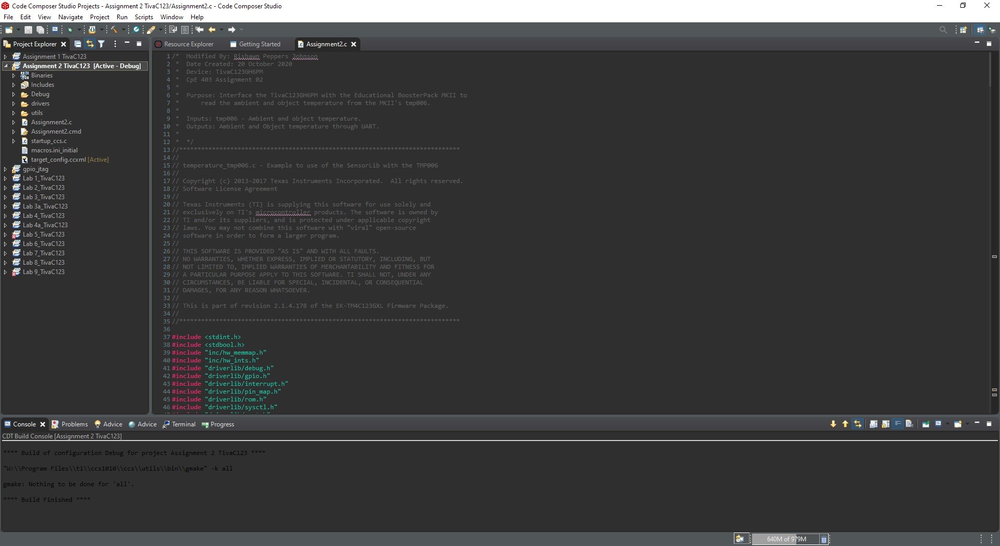 Code Composer Studio Projects - Assignment 2 TivaC123/Assignment2.c - Code Composer Studio
File Edit View Navigate Project Run Scripts Window Help
Project Explorer
Assignment 1 TivaC123
Assignment 2 TivaC123 [Active - Debug]
Binaries
Includes
Debug
drivers
utils
Assignment2.c
Assignment2.cmd
startup_ccs.c
macros.ini_initial
target_config.ccxml [Active]
gpio_jtag
Lab 1_TivaC123
Lab 2_TivaC123
Lab 3_TivaC123
Lab 3a_TivaC123
Lab 4_TivaC123
Lab 4a_TivaC123
Lab 5_TivaC123
Lab 6_TivaC123
Lab 7_TivaC123
Lab 8_TivaC123
Lab 9_TivaC123
Resource Explorer Getting Started Assignment2.c
1 /* Modified By: Rishawn Peppers Johnson
2 * Date Created: 20 October 2020
3 * Device: TivaC123GH6PM
4 * CpE 403 Assignment 02
5 *
6 * Purpose: Interface the TivaC123GH6PM with the Educational BoosterPack MKII to
7 * read the ambient and object temperature from the MKII's tmp006.
8 *
9 * Inputs: tmp006 - Ambient and object temperature.
10 * Outputs: Ambient and Object temperature through UART.
11 *
12 * */
13 //*****************************************************************************
14 //
15 // temperature_tmp006.c - Example to use of the SensorLib with the TMP006
16 //
17 // Copyright (c) 2013-2017 Texas Instruments Incorporated. All rights reserved.
18 // Software License Agreement
19 //
20 // Texas Instruments (TI) is supplying this software for use solely and
21 // exclusively on TI's microcontroller products. The software is owned by
22 // TI and/or its suppliers, and is protected under applicable copyright
23 // laws. You may not combine this software with "viral" open-source
24 // software in order to form a larger program.
25 //
26 // THIS SOFTWARE IS PROVIDED "AS IS" AND WITH ALL FAULTS.
27 // NO WARRANTIES, WHETHER EXPRESS, IMPLIED OR STATUTORY, INCLUDING, BUT
28 // NOT LIMITED TO, IMPLIED WARRANTIES OF MERCHANTABILITY AND FITNESS FOR
29 // A PARTICULAR PURPOSE APPLY TO THIS SOFTWARE. TI SHALL NOT, UNDER ANY
30 // CIRCUMSTANCES, BE LIABLE FOR SPECIAL, INCIDENTAL, OR CONSEQUENTIAL
31 // DAMAGES, FOR ANY REASON WHATSOEVER.
32 //
33 // This is part of revision 2.1.4.178 of the EK-TM4C123GXL Firmware Package.
34 //
35 //*****************************************************************************
36
37 #include <stdint.h>
38 #include <stdbool.h>
39 #include "inc/hw_memmap.h"
40 #include "inc/hw_ints.h"
41 #include "driverlib/debug.h"
42 #include "driverlib/gpio.h"
43 #include "driverlib/interrupt.h"
44 #include "driverlib/pin_map.h"
45 #include "driverlib/rom.h"
46 #include "driverlib/sysctl.h"
Console Problems Advice Advice Terminal Progress
CDT Build Console [Assignment 2 TivaC123]
**** Build of configuration Debug for project Assignment 2 TivaC123 ****
"W:\\Program Files\\ti\\ccs1010\\ccs\\utils\\bin\\gmake" -k all
gmake: Nothing to be done for 'all'.
**** Build Finished ****
640M of 979M